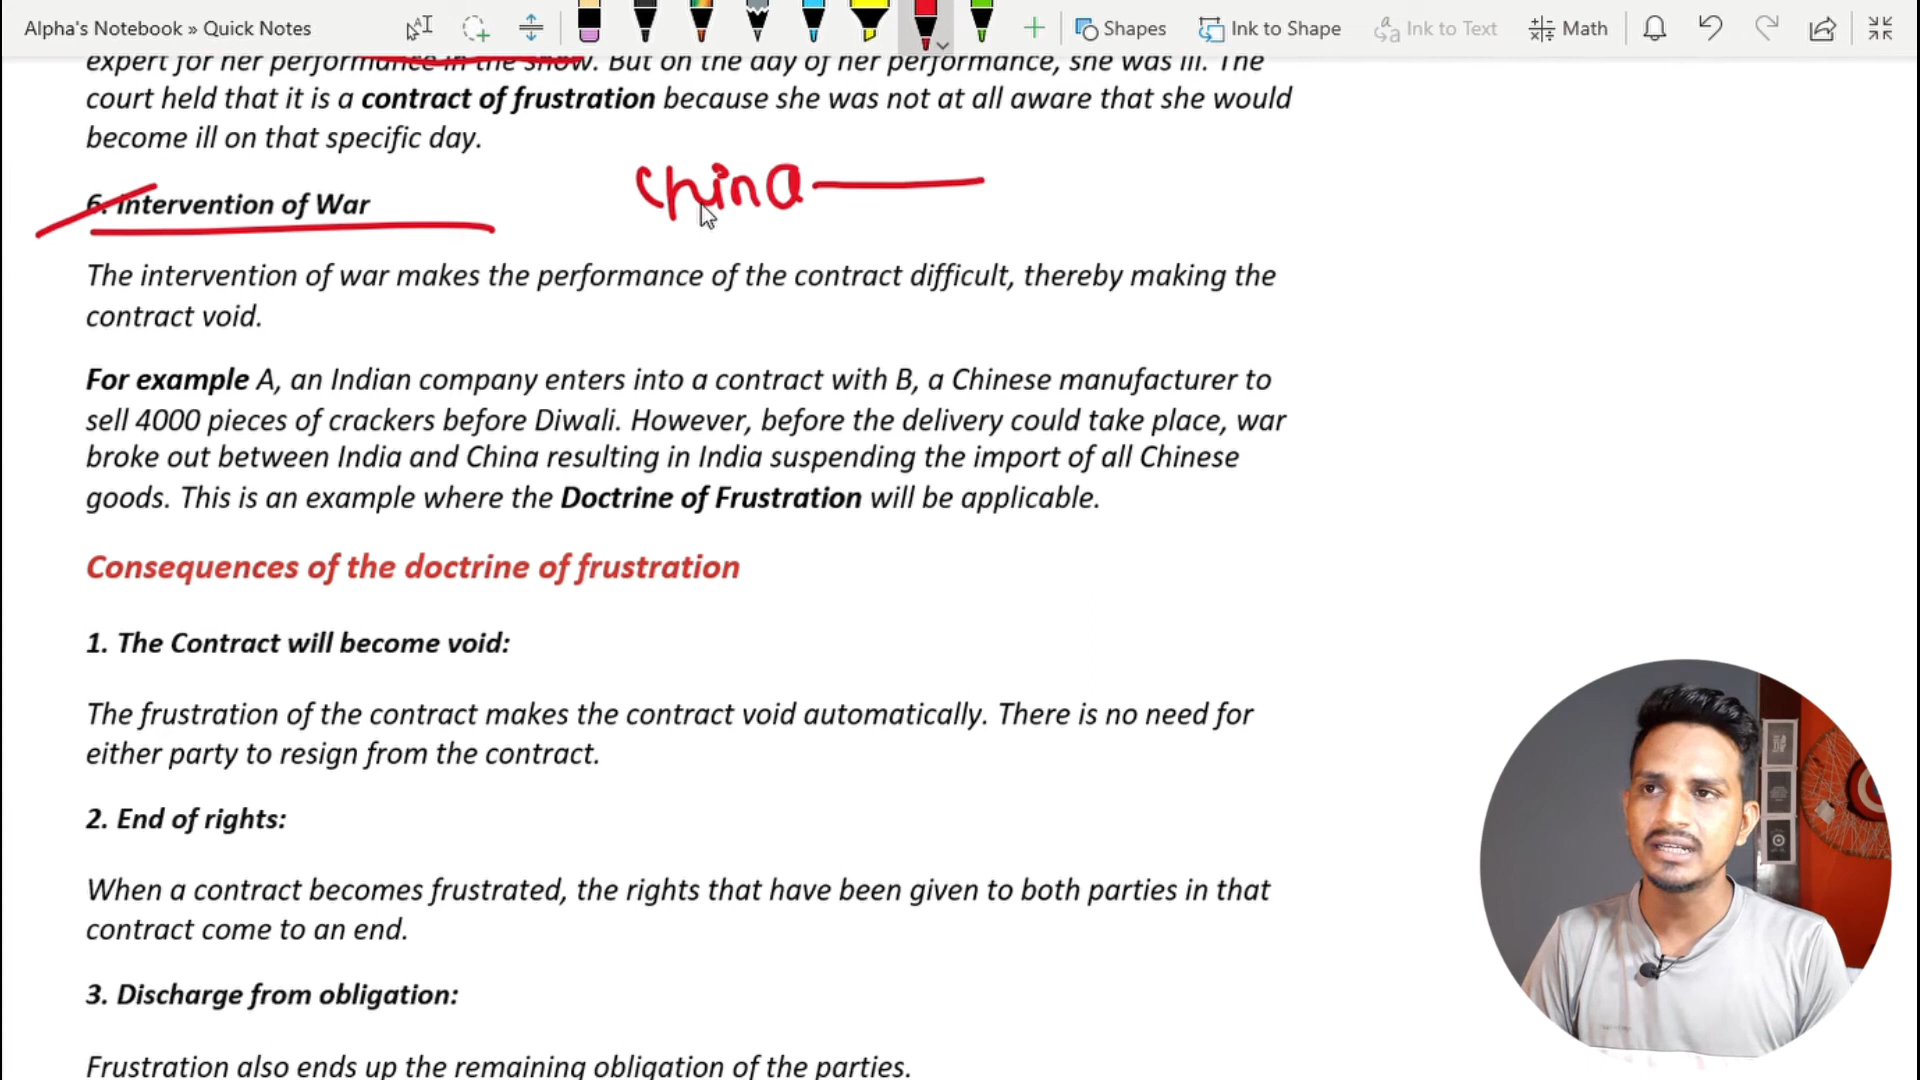 Alpha's Notebook » Quick Notes
Shapes
Ink to Shape
Ink to Text
Math
expert for her performance in the show. But on the day of her performance, she was ill. The
court held that it is a contract of frustration because she was not at all aware that she would
become ill on that specific day.
China
6. Intervention of War
The intervention of war makes the performance of the contract difficult, thereby making the
contract void.
For example A, an Indian company enters into a contract with B, a Chinese manufacturer to
sell 4000 pieces of crackers before Diwali. However, before the delivery could take place, war
broke out between India and China resulting in India suspending the import of all Chinese
goods. This is an example where the Doctrine of Frustration will be applicable.
Consequences of the doctrine of frustration
1. The Contract will become void:
The frustration of the contract makes the contract void automatically. There is no need for
either party to resign from the contract.
2. End of rights:
When a contract becomes frustrated, the rights that have been given to both parties in that
contract come to an end.
3. Discharge from obligation:
Frustration also ends up the remaining obligation of the parties.